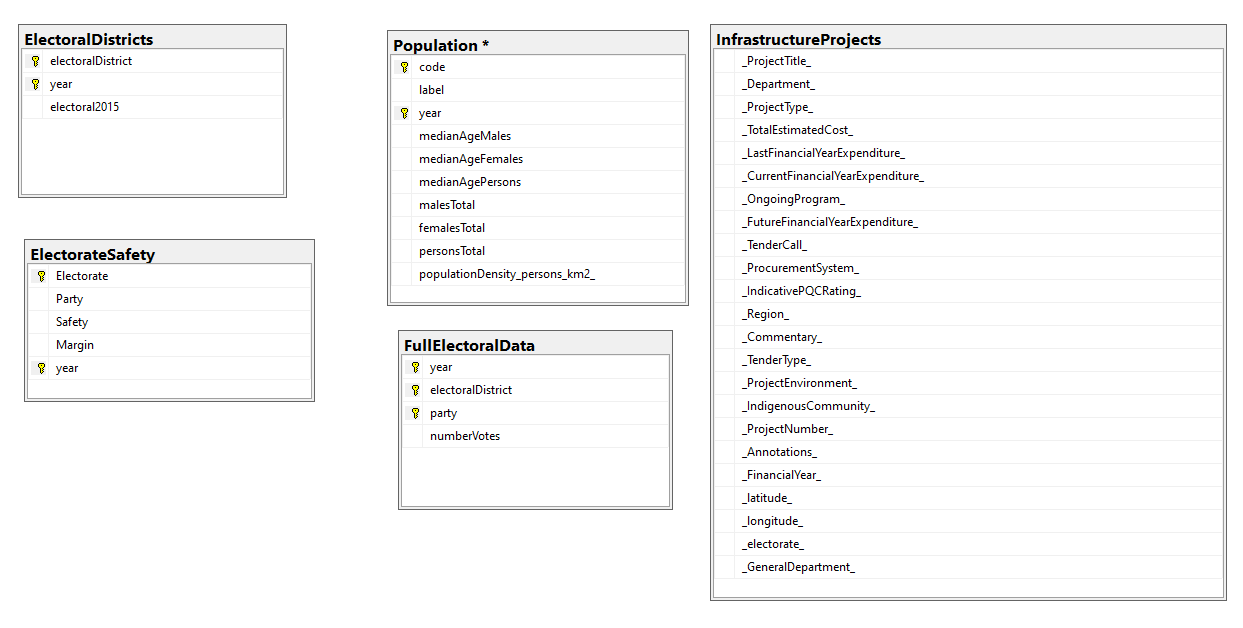 ElectoralDistricts
electoralDistrict
year
electoral2015
ElectorateSafety
Electorate
Party
Safety
Margin
year
Population *
code
label
year
medianAgeMales
medianAgeFemales
medianAgePersons
malesTotal
femalesTotal
personsTotal
populationDensity_persons_km2_
FullElectoralData
year
electoralDistrict
party
numberVotes
InfrastructureProjects
_ProjectTitle_
_Department_
_ProjectType_
_TotalEstimatedCost_
_LastFinancialYearExpenditure_
_CurrentFinancialYearExpenditure_
_OngoingProgram_
_FutureFinancialYearExpenditure_
_TenderCall_
_ProcurementSystem_
_IndicativePQCRating_
_Region_
_Commentary_
_TenderType_
_ProjectEnvironment_
_IndigenousCommunity_
_ProjectNumber_
_Annotations_
_FinancialYear_
_latitude_
_longitude_
_electorate_
_GeneralDepartment_